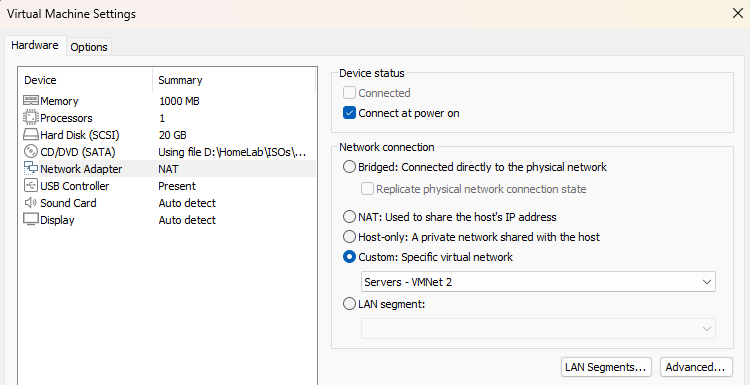 Virtual Machine Settings
Hardware
Options
Device Summary
Memory 1000 MB
Processors 1
Hard Disk (SCSI) 20 GB
CD/DVD (SATA) Using file D:\HomeLab\ISOs\...
Network Adapter NAT
USB Controller Present
Sound Card Auto detect
Display Auto detect
Device status
Connected
Connect at power on
Network connection
Bridged: Connected directly to the physical network
Replicate physical network connection state
NAT: Used to share the host's IP address
Host-only: A private network shared with the host
Custom: Specific virtual network
Servers - VMNet 2
LAN segment:
LAN Segments... Advanced...